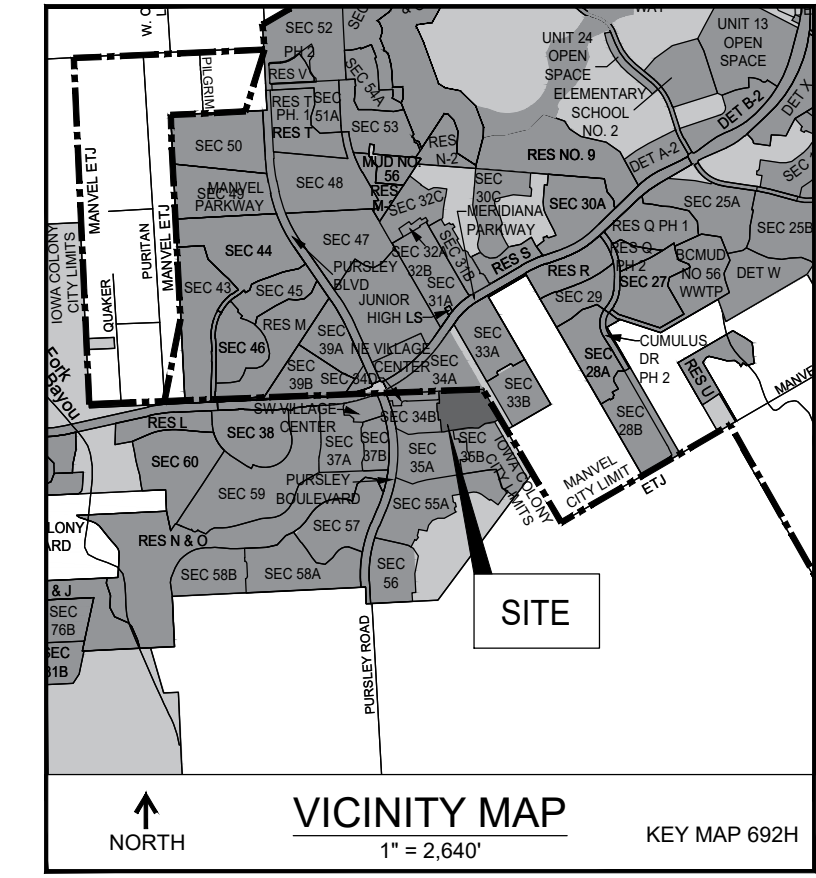 W. C
SEC 52
SEC
WAY
UNIT 24
OPEN
SPACE
UNIT 13
OPEN
SPACE
PH 2
RES V
PILGRIM
SEC 54A
ELEMENTARY
SCHOOL
NO. 2
DET B-2
DET X
RES T
PH. 1
RES T
SEC
51A
SEC 53
RES
N-2
RES NO. 9
DET A-2
SEC 50
MUD NO.
56
RES
SEC 49
MANVEL
PARKWAY
SEC 48
SEC 32C
SEC
30C
MERIDIANA
PARKWAY
SEC 30A
SEC 25A
SEC 25B
MANVEL ETJ
PURITAN
MANVEL ETJ
IOWA COLONY
CITY LIMITS
QUAKER
SEC 44
SEC 47
SEC 32A
32B
SEC 31B
RES S
RES Q PH 1
RES Q
PH 2
SEC 27
BCMUD
NO 56
WWTP
DET W
SEC 43
SEC 45
PURSLEY
BLVD
SEC
31A
RES R
SEC 29
JUNIOR
HIGH LS
RES M
SEC 46
SEC
39A
NE VILLAGE
CENTER
SEC
33A
SEC
28A
CUMULUS
DR
PH 2
RES U
Fork
Bayou
SEC
39B
SEC 34D
SEC
34A
SEC
33B
MANVE
RES L
SW VILLAGE
CENTER
SEC 34B
SEC
28B
SEC 38
SEC
37A
SEC
37B
SEC
35A
SEC
35B
IOWA COLONY
CITY LIMITS
MANVEL
CITY LIMIT
ETJ
SEC 60
SEC 59
PURSLEY
BOULEVARD
SEC 55A
LONY
ARD
RES N & O
SEC 57
SEC 58B
SEC 58A
SEC
56
SITE
& J
SEC
76B
SEC
81B
PURSLEY ROAD
NORTH
VICINITY MAP
1" = 2,640'
KEY MAP 692H